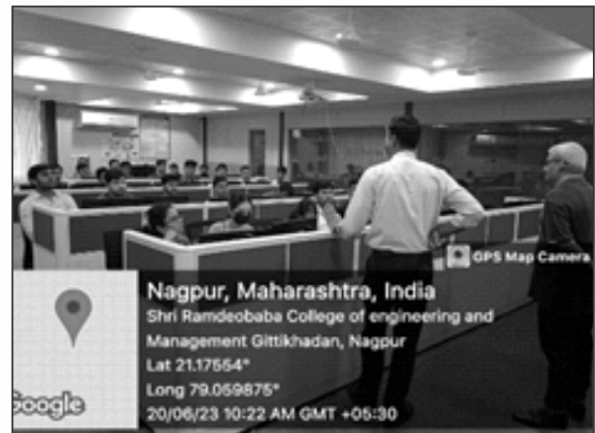 GPS Map Camera
Nagpur, Maharashtra, India
Shri Ramdeobaba College of engineering and
Management Gittikhadan, Nagpur
Lat 21.17554°
Long 79.059875°
20/06/23 10:22 AM GMT +05:30
Google